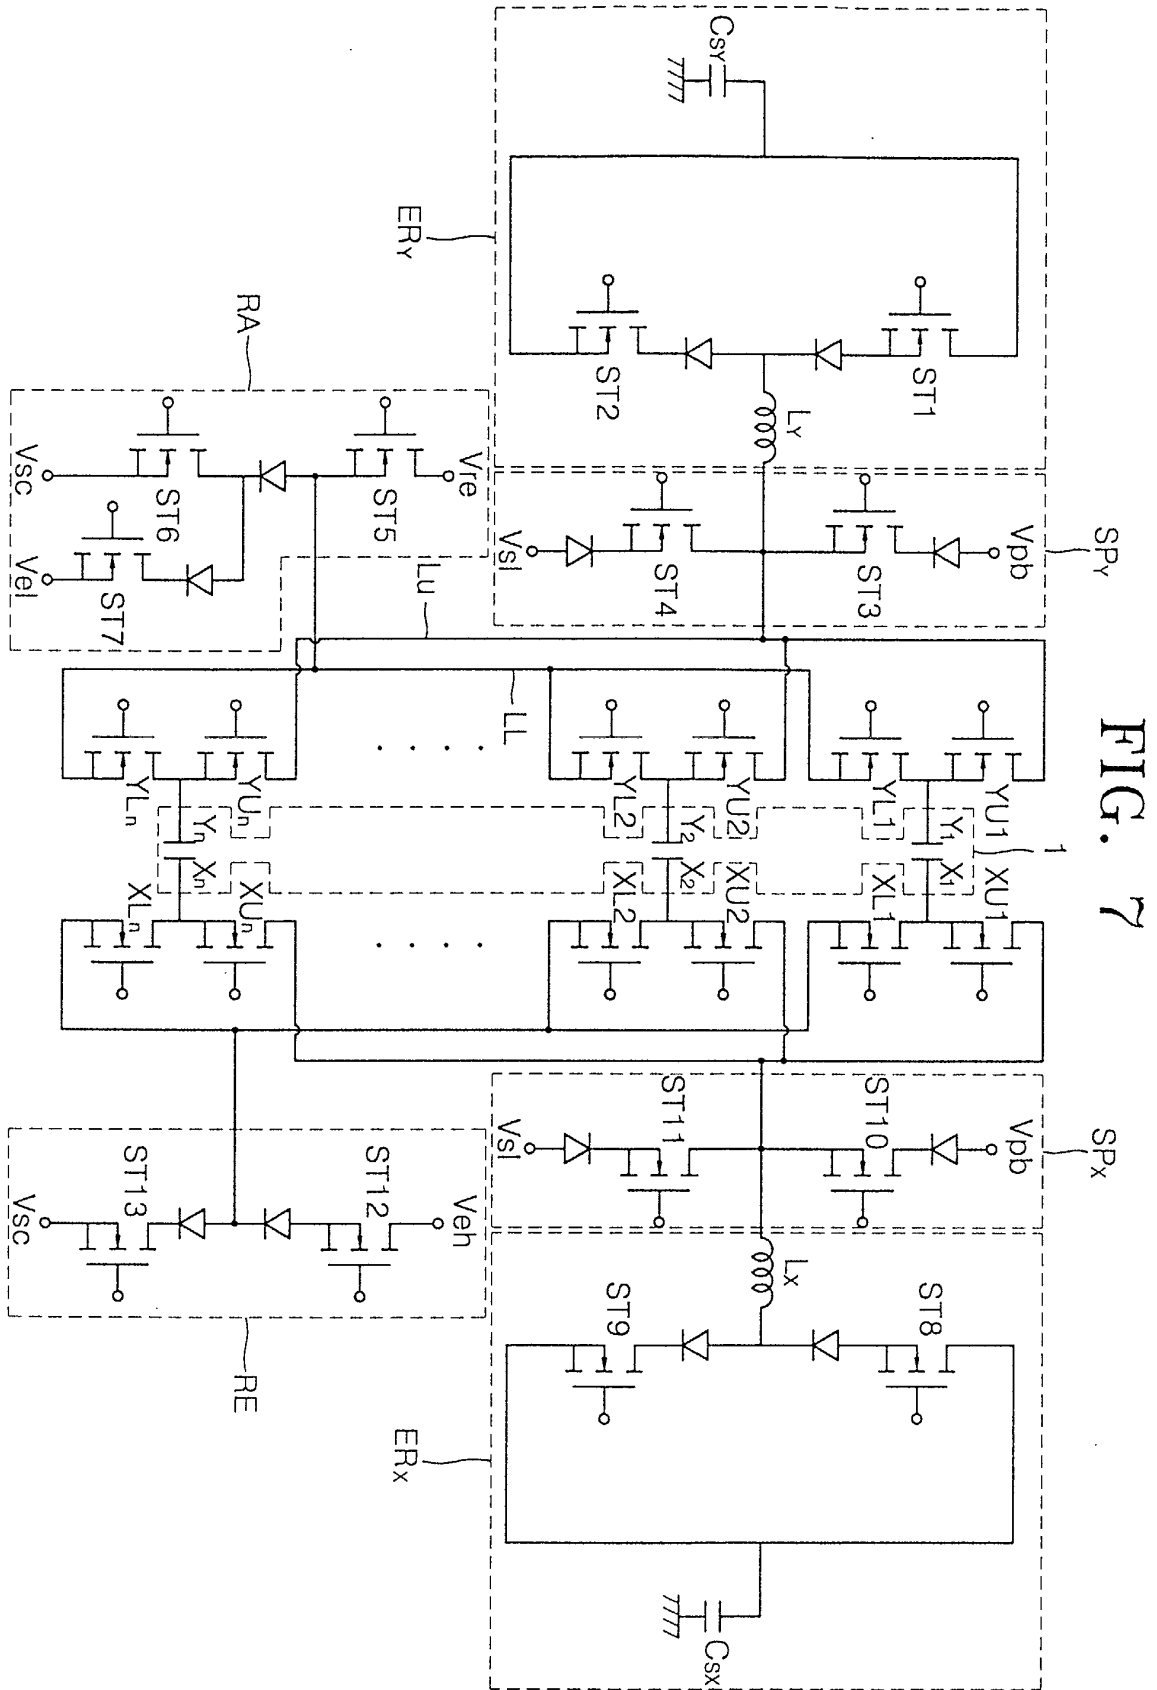 FIG. 7
CSY
ERY
ST1
ST2
LY
SPY
Vpb
ST3
ST4
Vsl
RA
Vre
ST5
ST6
Vsc
ST7
Vel
Lu
LL
YU1
YL1
YU2
YL2
YUn
YLn
. . . .
1
Y1
X1
Y2
X2
Yn
Xn
XU1
XL1
XU2
XL2
XUn
XLn
. . . .
SPX
Vpb
ST10
ST11
Vsl
RE
Veh
ST12
ST13
Vsc
LX
ST8
ST9
ERX
CSX